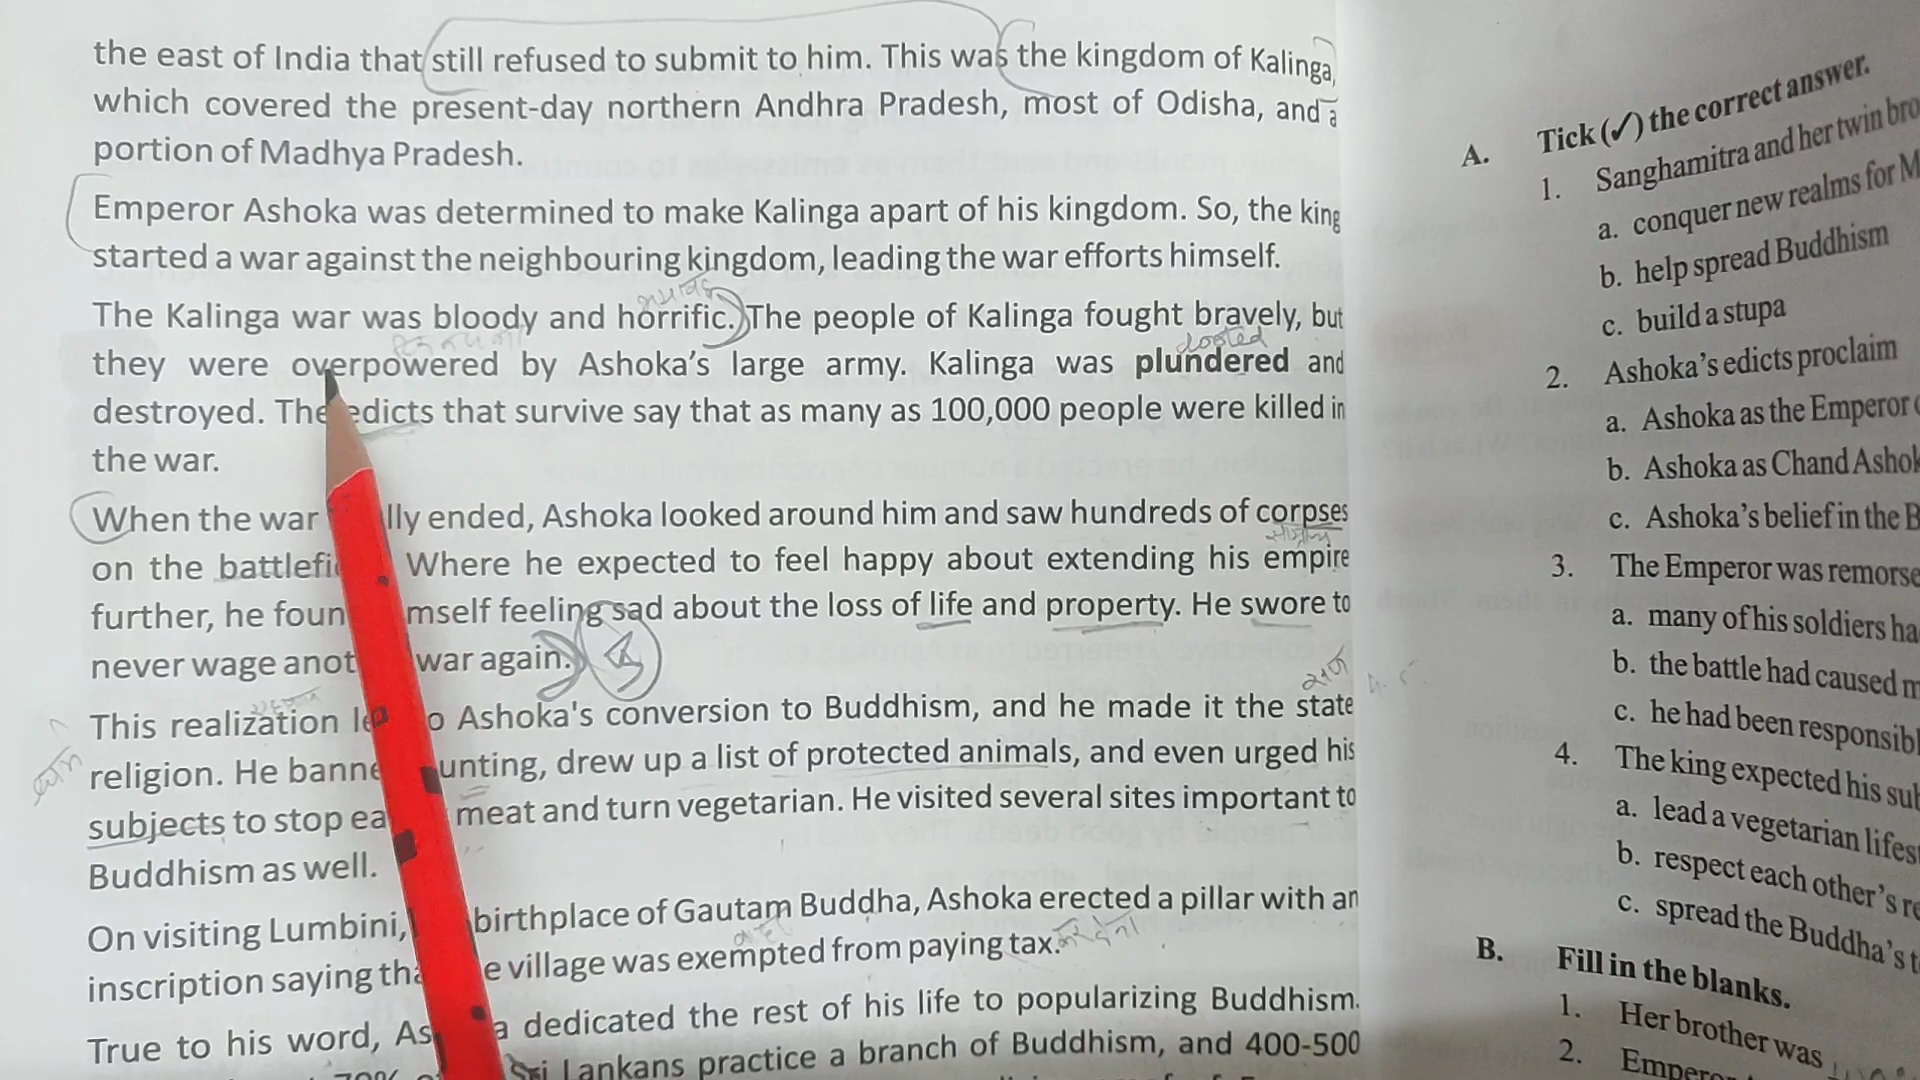 the east of India that still refused to submit to him. This was the kingdom of Kalinga,
which covered the present-day northern Andhra Pradesh, most of Odisha, and a
portion of Madhya Pradesh.
Emperor Ashoka was determined to make Kalinga apart of his kingdom. So, the king
started a war against the neighbouring kingdom, leading the war efforts himself.
The Kalinga war was bloody and horrific. The people of Kalinga fought bravely, but
looted
they were overpowered by Ashoka's large army. Kalinga was plundered and
destroyed. The edicts that survive say that as many as 100,000 people were killed in
the war.
When the war lly ended, Ashoka looked around him and saw hundreds of corpses
on the battlefi Where he expected to feel happy about extending his empire
further, he foun mself feeling sad about the loss of life and property. He swore to
never wage anot war again.
This realization le o Ashoka's conversion to Buddhism, and he made it the state
religion. He banne unting, drew up a list of protected animals, and even urged his
subjects to stop ea meat and turn vegetarian. He visited several sites important to
Buddhism as well.
On visiting Lumbini, birthplace of Gautam Buddha, Ashoka erected a pillar with an
inscription saying tha e village was exempted from paying tax.
True to his word, As a dedicated the rest of his life to popularizing Buddhism.
70% Sri Lankans practice a branch of Buddhism, and 400-500
A. Tick (✓) the correct answer.
1. Sanghamitra and her twin bro
a. conquer new realms for M
b. help spread Buddhism
c. build a stupa
2. Ashoka's edicts proclaim
a. Ashoka as the Emperor
b. Ashoka as Chand Ashok
c. Ashoka's belief in the B
3. The Emperor was remorse
a. many of his soldiers ha
b. the battle had caused m
c. he had been responsibl
4. The king expected his sub
a. lead a vegetarian lifes
b. respect each other's re
c. spread the Buddha's t
B. Fill in the blanks.
1. Her brother was
2. Emperor